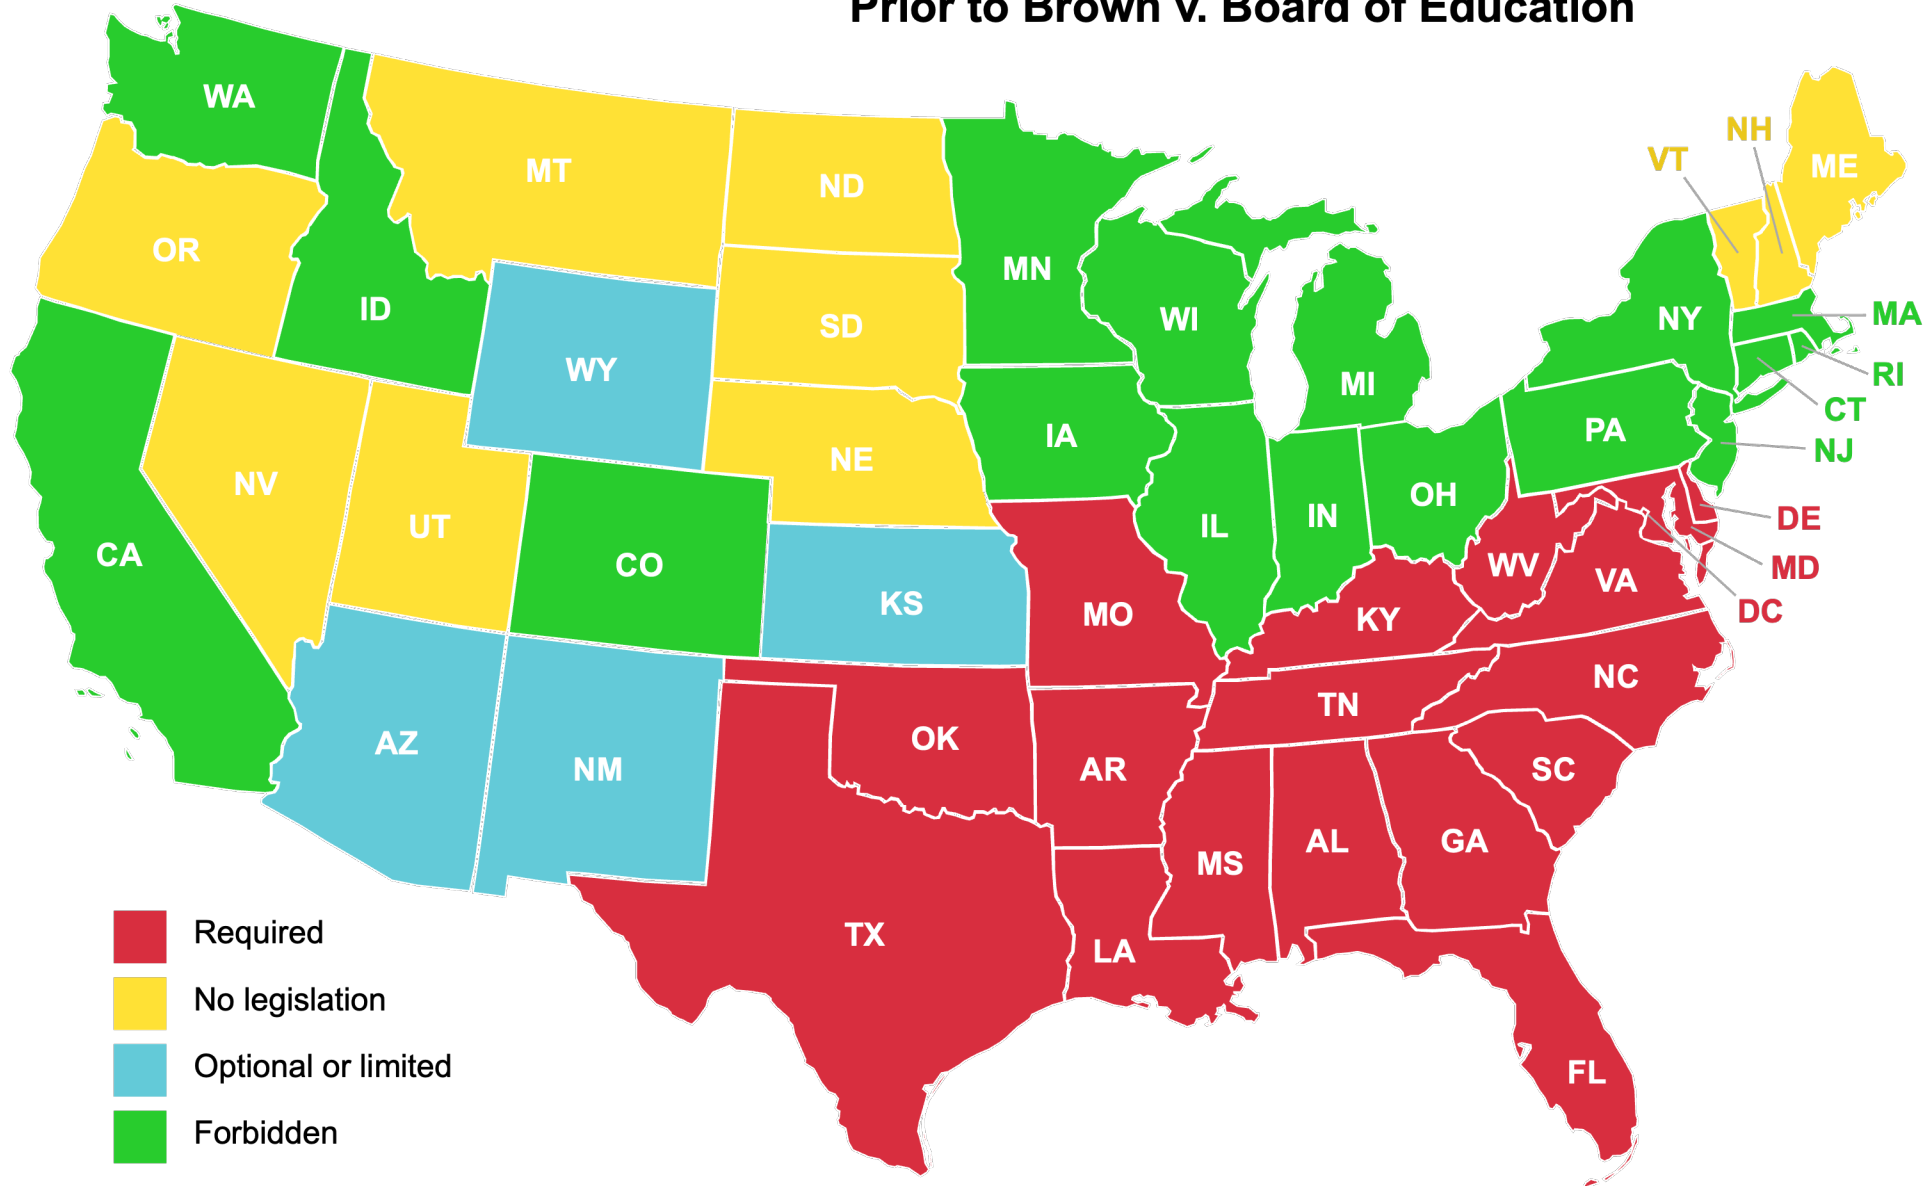 Prior to Brown v. Board of Education
WA
MT
ND
MN
OR
ID
WY
SD
WI
MI
NH
VT
ME
NY
MA
RI
CT
NJ
PA
NV
UT
CO
NE
IA
IL
IN
OH
CA
KS
MO
KY
WV
VA
DE
MD
DC
AZ
NM
OK
AR
TN
NC
SC
MS
AL
GA
TX
LA
FL
Required
No legislation
Optional or limited
Forbidden